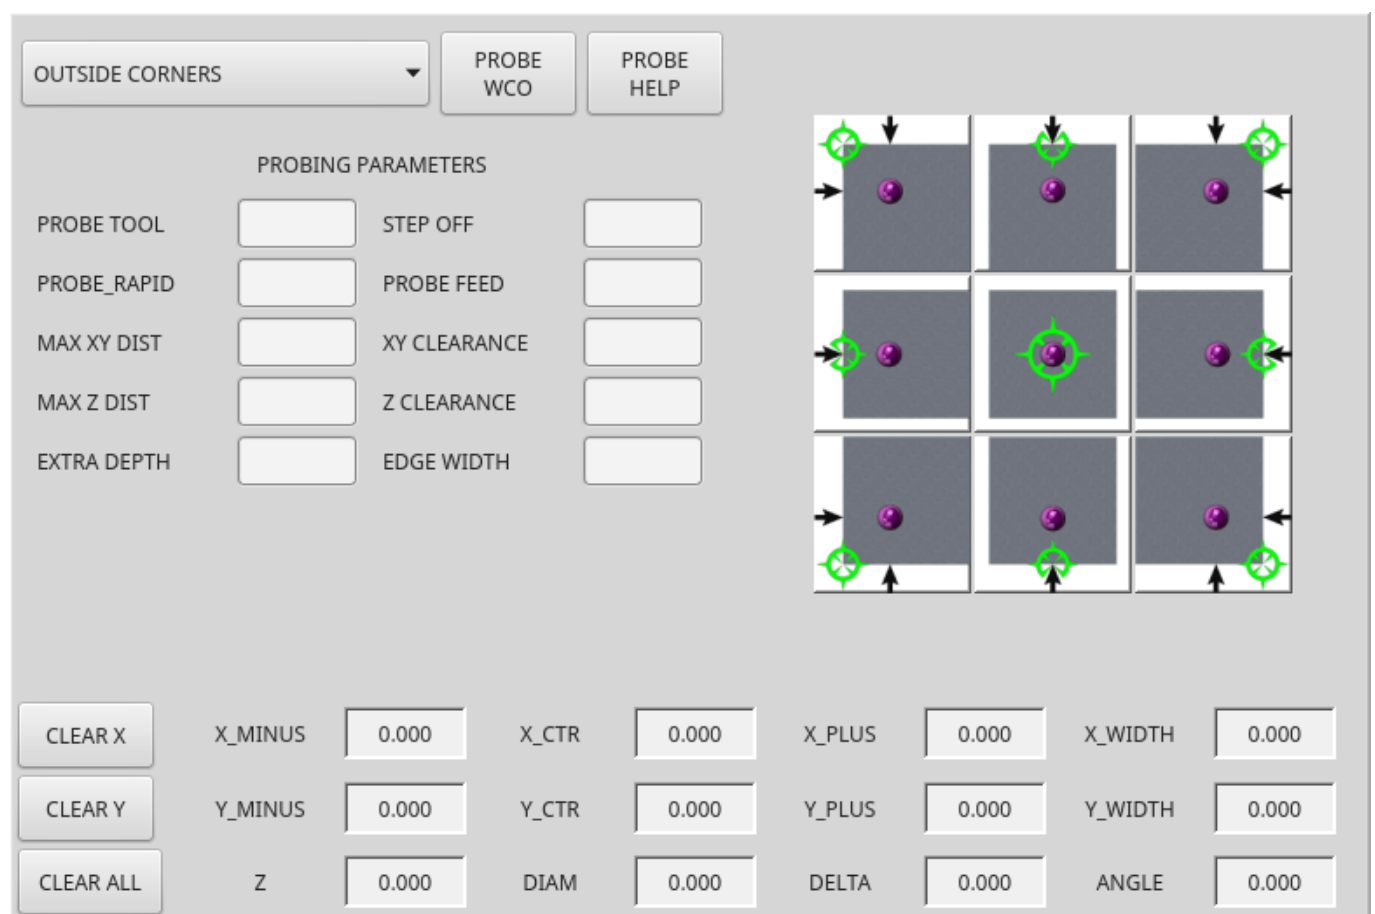 OUTSIDE CORNERS
PROBE
WCO
PROBE
HELP
PROBING PARAMETERS
PROBE TOOL
STEP OFF
PROBE_RAPID
PROBE FEED
MAX XY DIST
XY CLEARANCE
MAX Z DIST
Z CLEARANCE
EXTRA DEPTH
EDGE WIDTH
CLEAR X
X_MINUS
0.000
X_CTR
0.000
X_PLUS
0.000
X_WIDTH
0.000
CLEAR Y
Y_MINUS
0.000
Y_CTR
0.000
Y_PLUS
0.000
Y_WIDTH
0.000
CLEAR ALL
Z
0.000
DIAM
0.000
DELTA
0.000
ANGLE
0.000